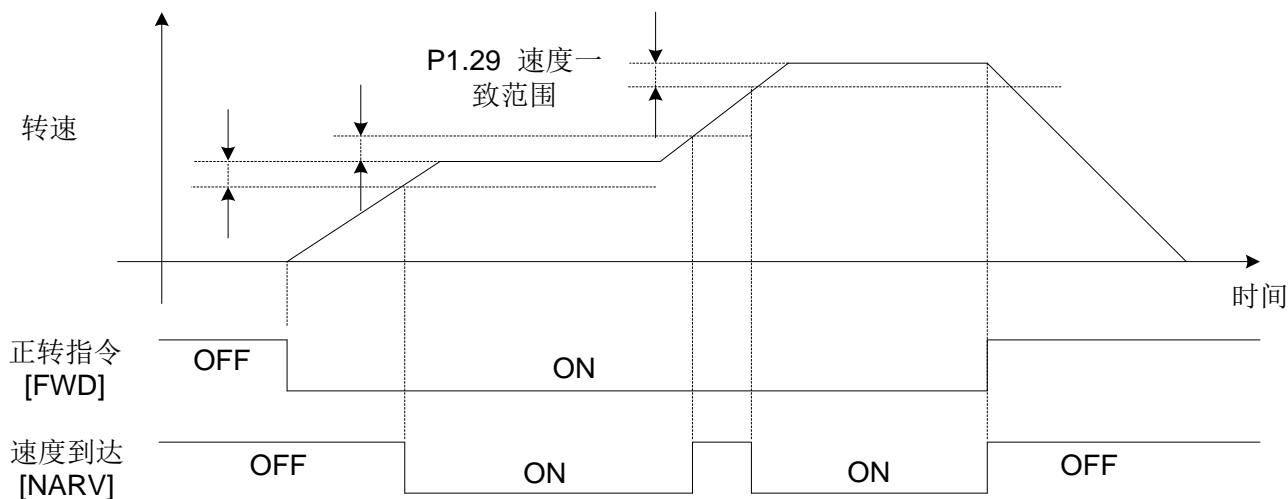 P1.29 速度一
致范围
转速
时间
正转指令
[FWD]
OFF
ON
速度到达
[NARV]
OFF
ON
ON
OFF